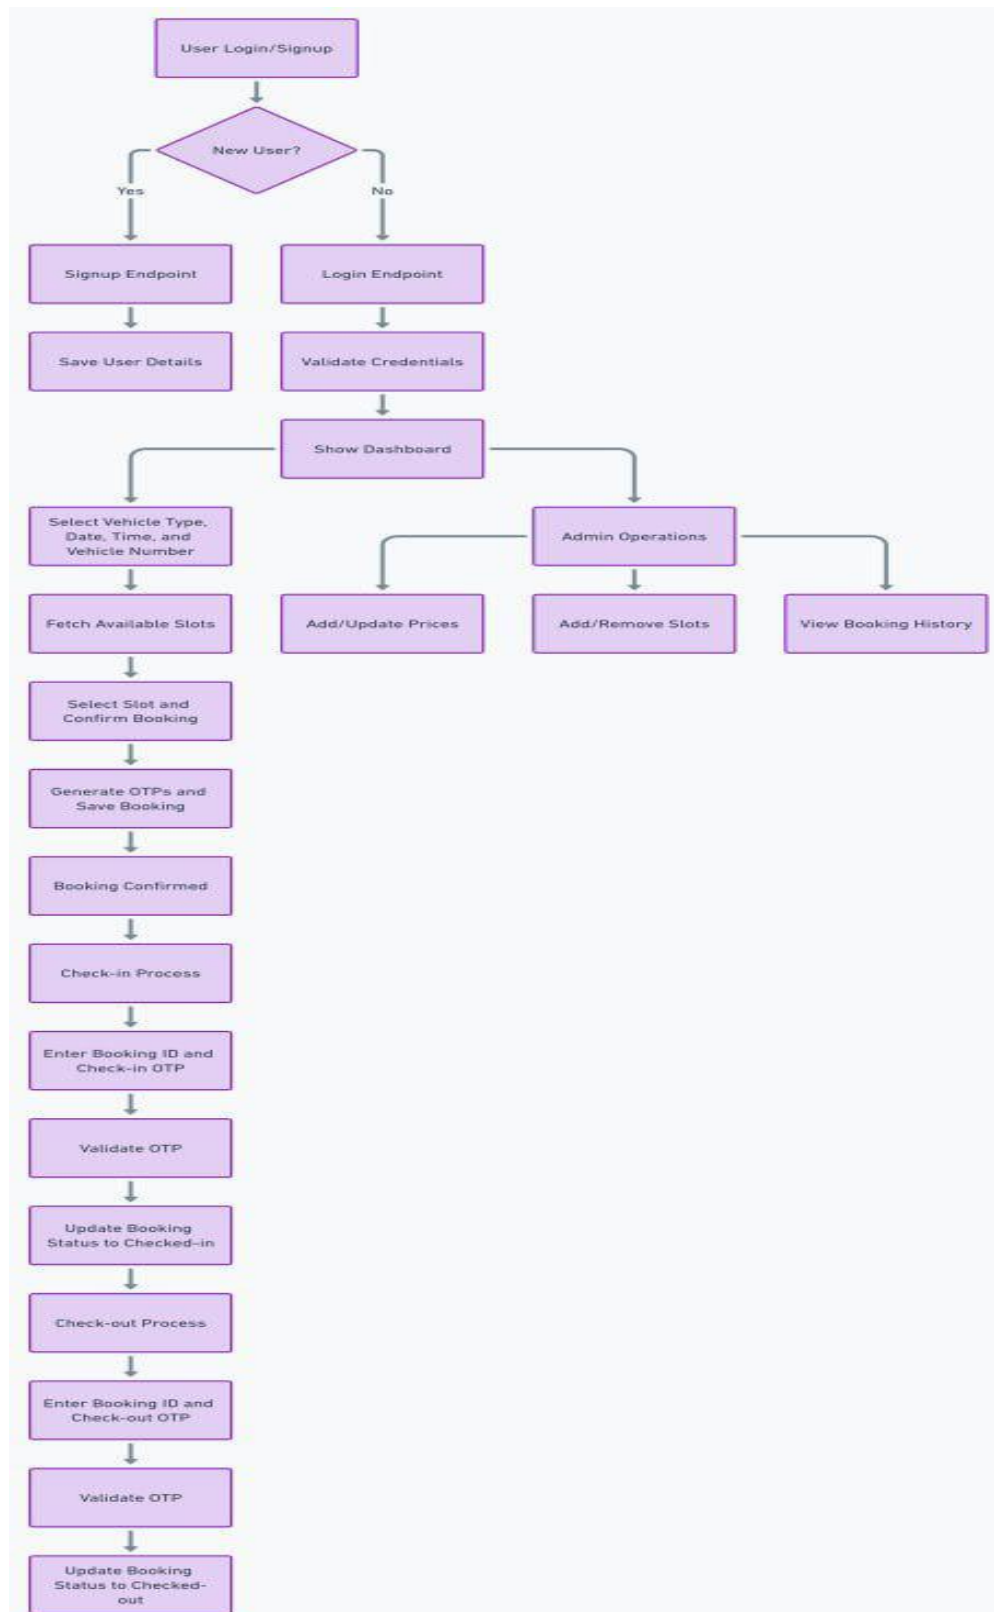 User Login/Signup
New User?
Yes
No
Signup Endpoint
Login Endpoint
Save User Details
Validate Credentials
Show Dashboard
Select Vehicle Type,
Date, Time, and
Vehicle Number
Admin Operations
Fetch Available Slots
Add/Update Prices
Add/Remove Slots
View Booking History
Select Slot and
Confirm Booking
Generate OTPs and
Save Booking
Booking Confirmed
Check-in Process
Enter Booking ID and
Check-in OTP
Validate OTP
Update Booking
Status to Checked-in
Check-out Process
Enter Booking ID and
Check-out OTP
Validate OTP
Update Booking
Status to Checked-
out